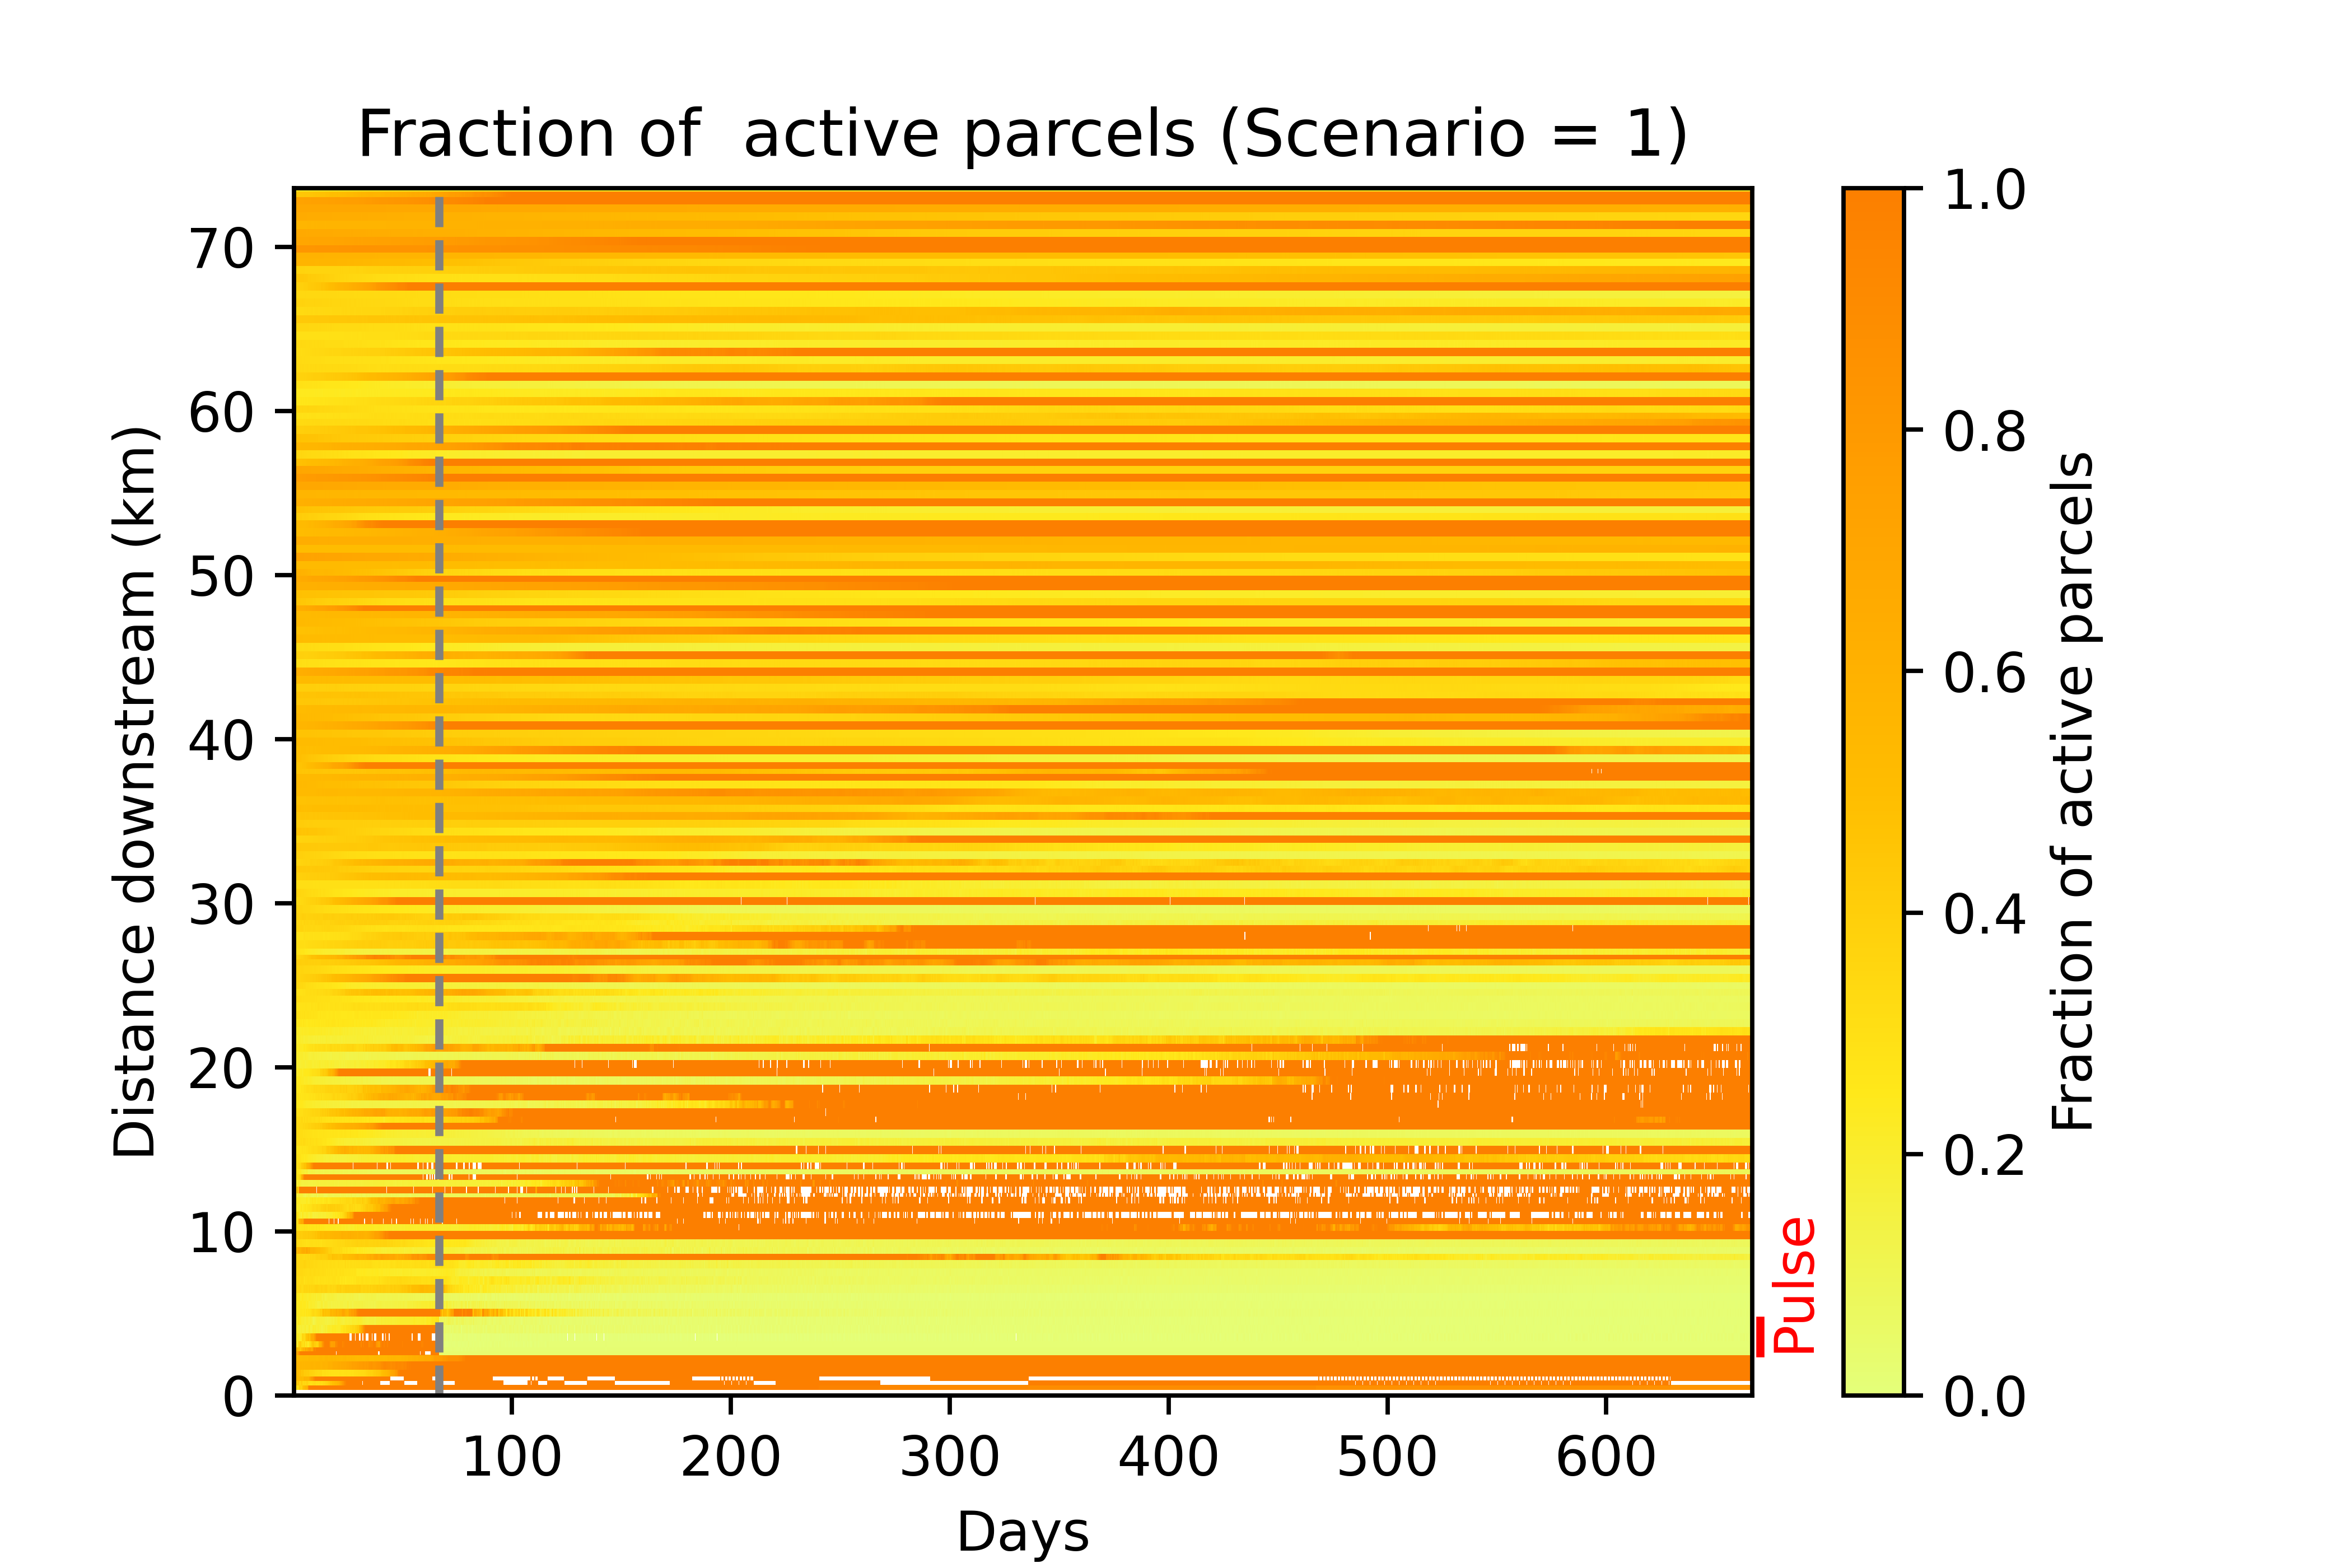 Fraction of  active parcels (Scenario = 1)
Distance downstream (km)
70
60
50
40
30
20
10
0
100 200 300 400 500 600
Days
Pulse
1.0
0.8
0.6
0.4
0.2
0.0
Fraction of active parcels